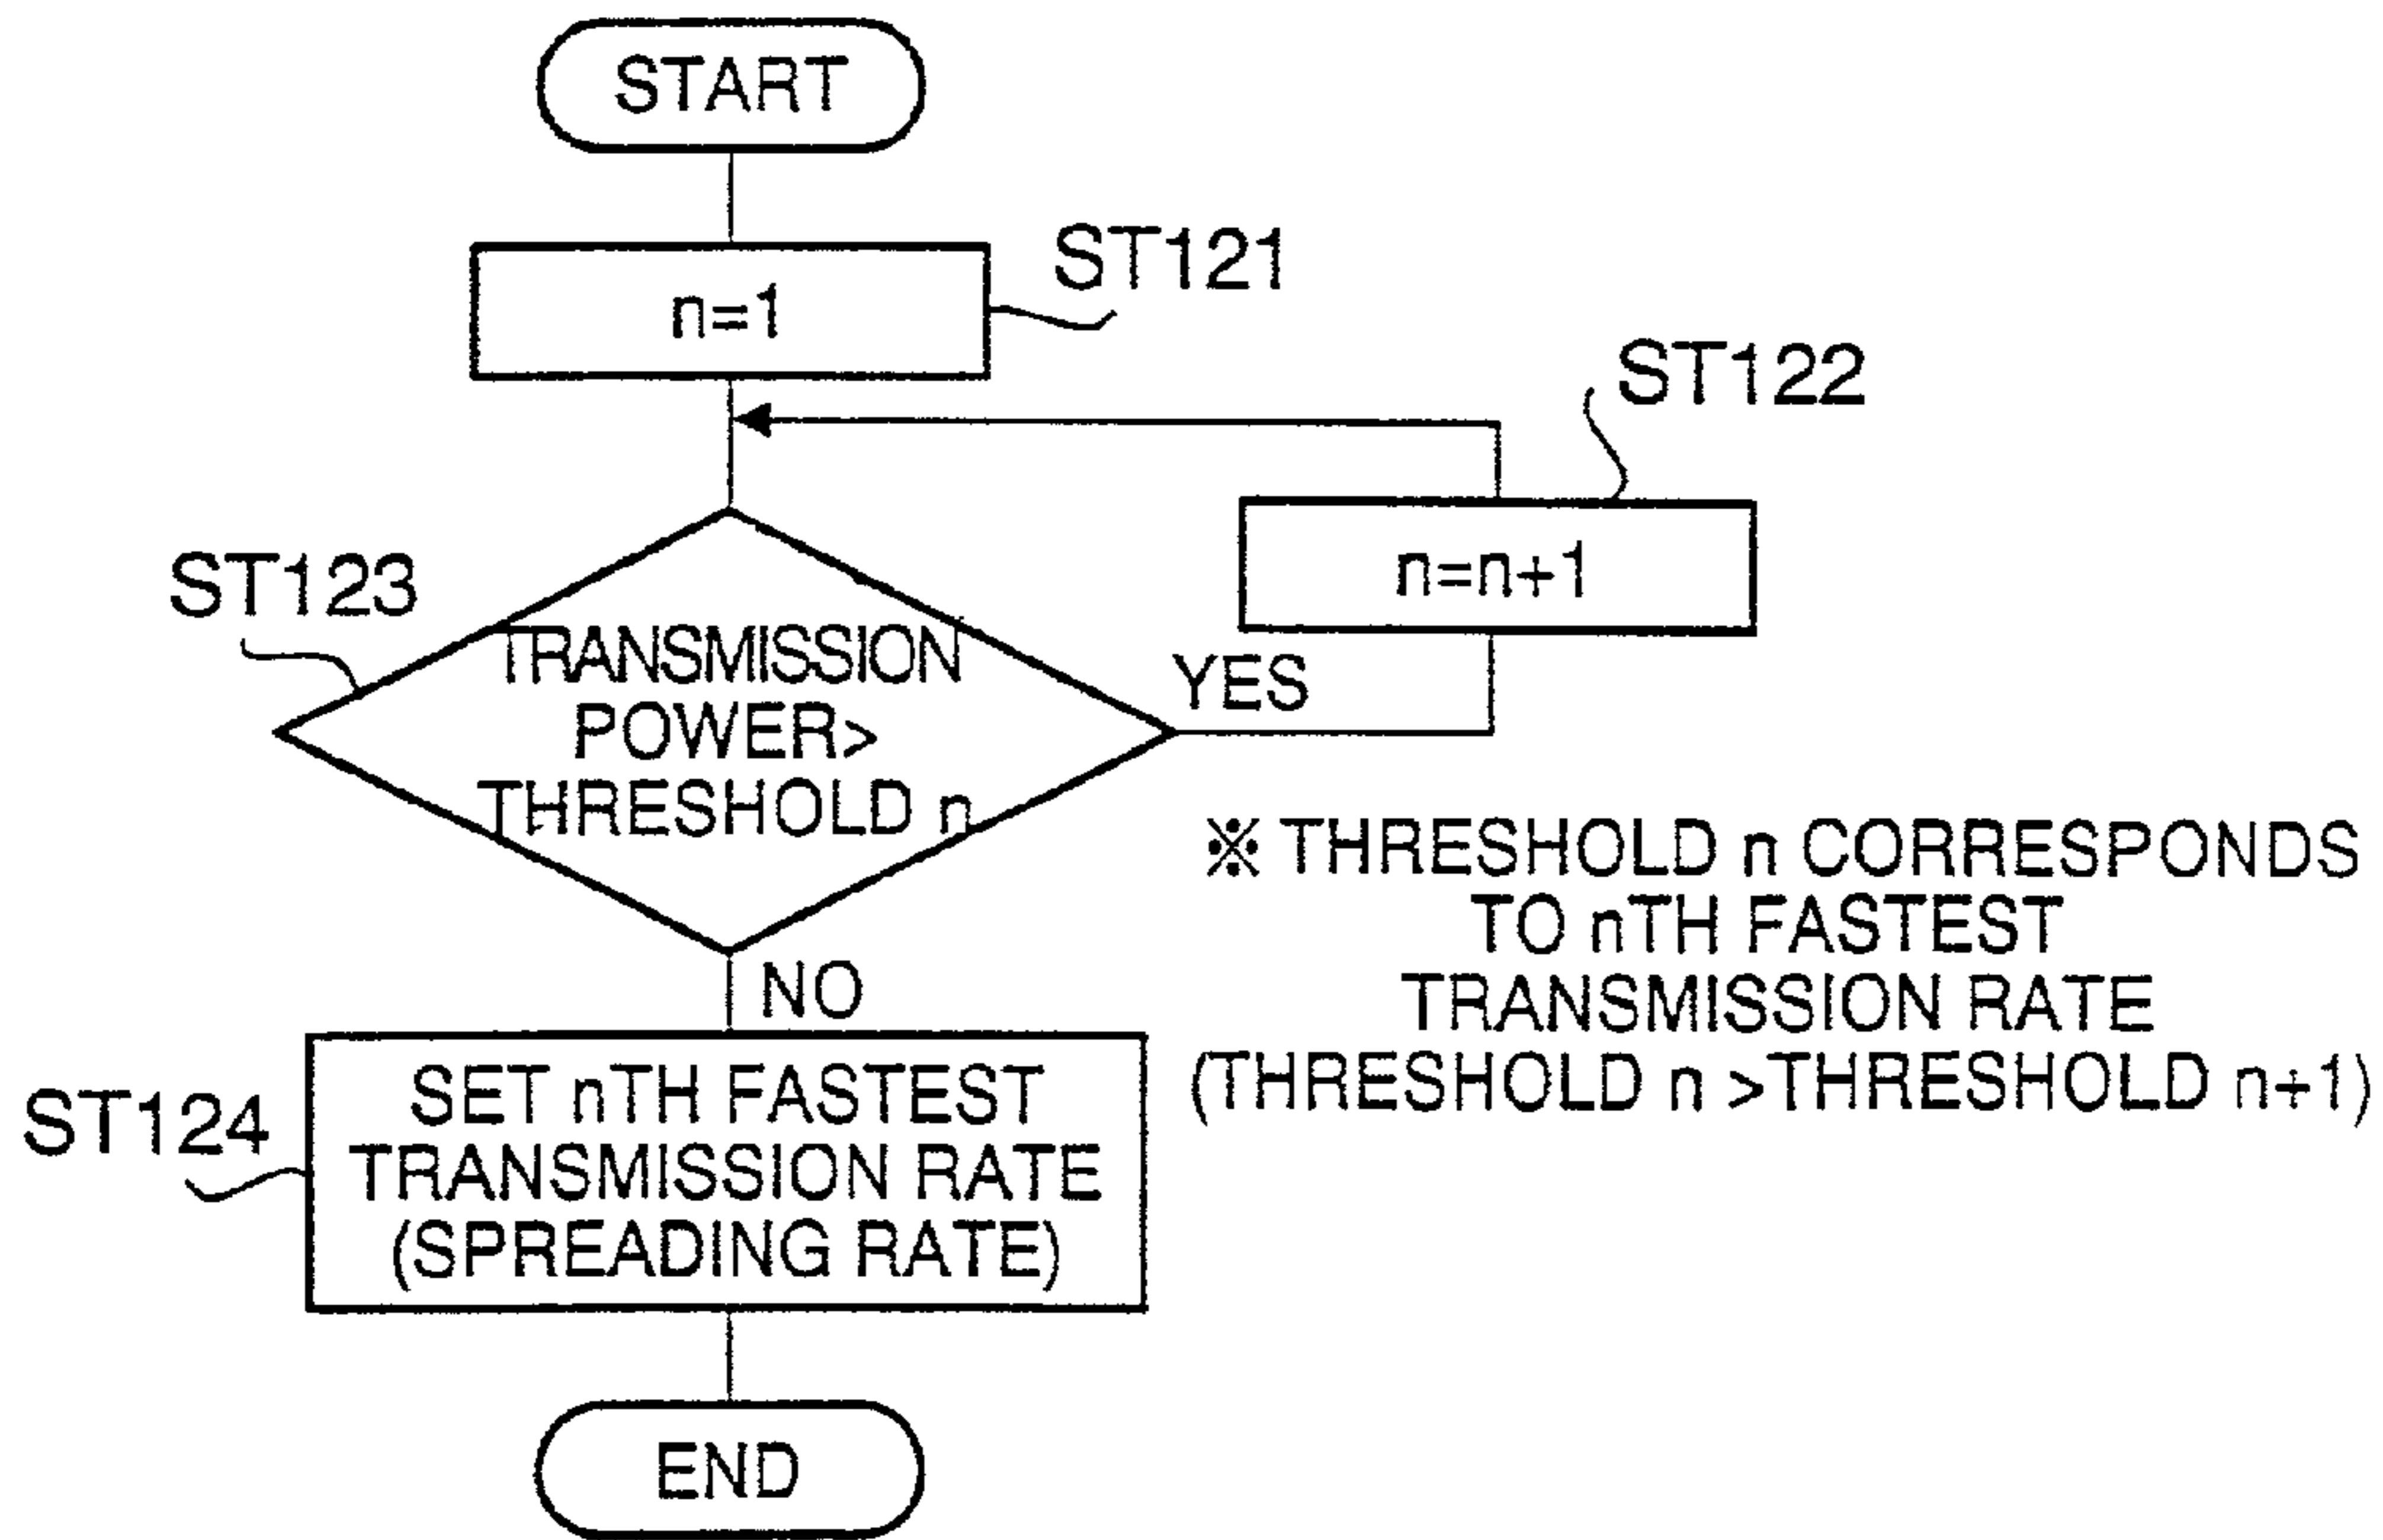 START
n=1
ST121
ST122
n=n+1
ST123
TRANSMISSION
POWER>
THRESHOLD n
YES
NO
※ THRESHOLD n CORRESPONDS
TO nTH FASTEST
TRANSMISSION RATE
(THRESHOLD n >THRESHOLD n+1)
ST124
SET nTH FASTEST
TRANSMISSION RATE
(SPREADING RATE)
END